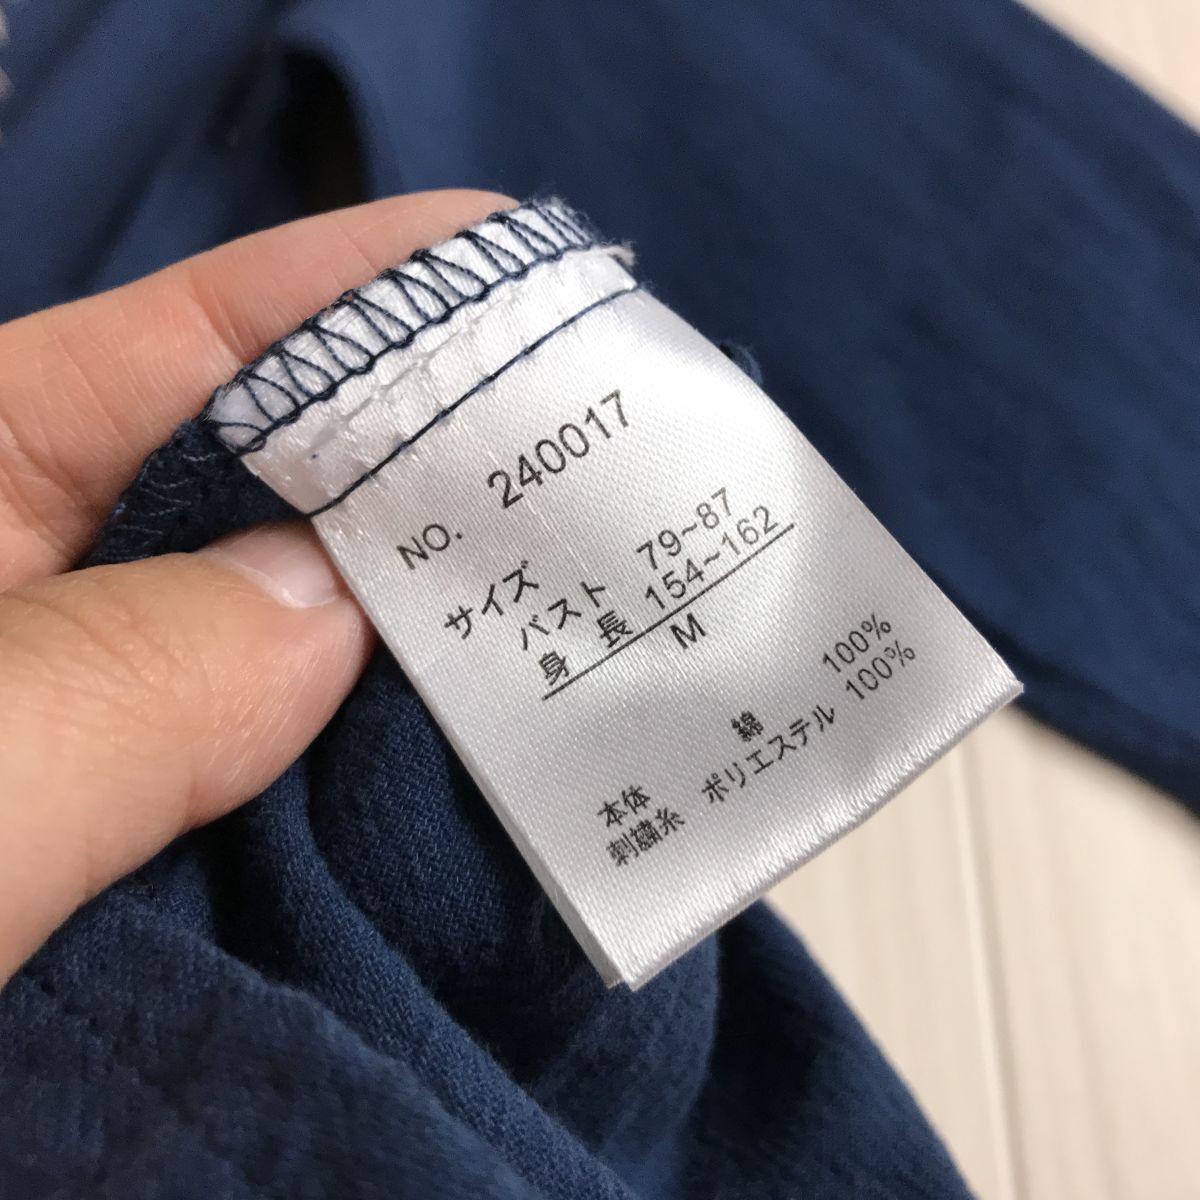 NO. 240017
サイズ
バスト 79~87
身長 154~162
M
本体 綿 100%
刺繍糸 ポリエステル 100%